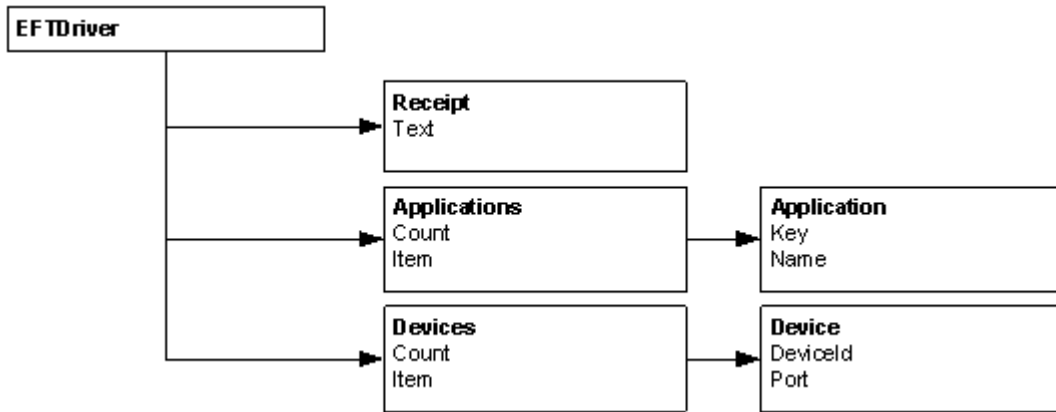 EFTDriver
Receipt
Text
Applications
Count
Item
Application
Key
Name
Devices
Count
Item
Device
DeviceId
Port